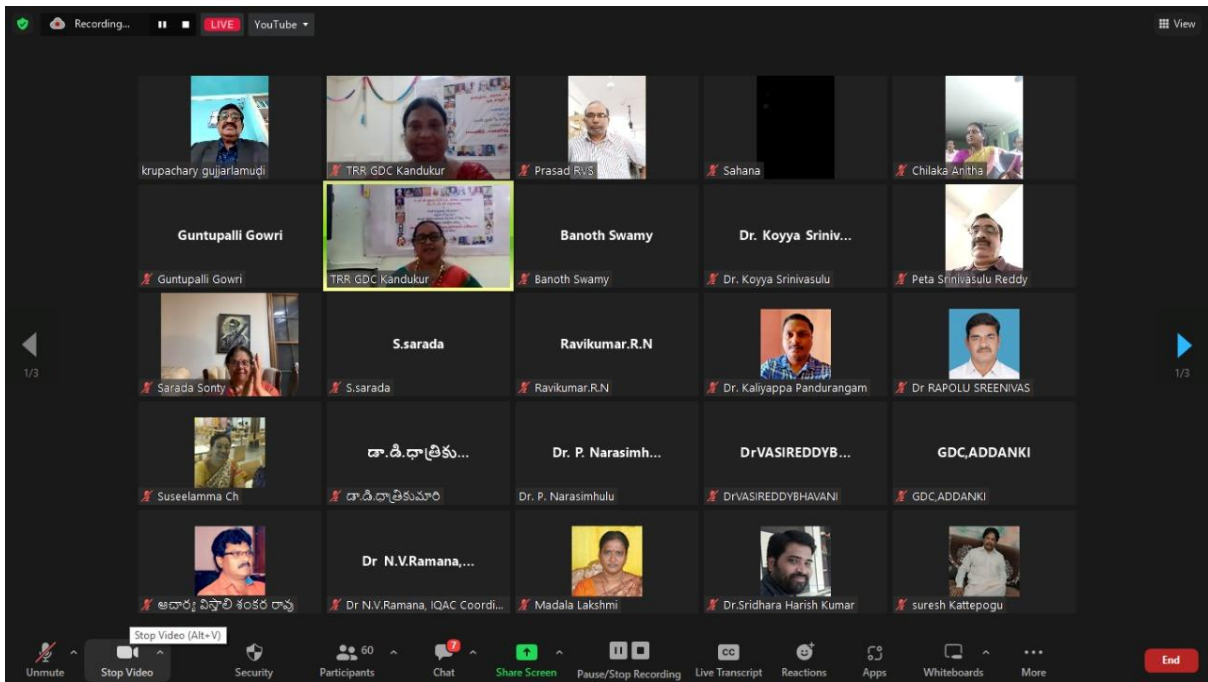 Recording...
LIVE
YouTube
View
krupachary gujjarlamudi
TRR GDC Kandukur
Prasad RVS
Sahana
Chilaka Anitha
Guntupalli Gowri
Guntupalli Gowri
TRR GDC Kandukur
Banoth Swamy
Banoth Swamy
Dr. Koyya Sriniv...
Dr. Koyya Srinivasulu
Peta Srinivasulu Reddy
1/3
Sarada Sonty
S.sarada
S.sarada
Ravikumar.R.N
Ravikumar.R.N
Dr. Kaliyappa Pandurangam
Dr RAPOLU SREENIVAS
1/3
Suseelamma Ch
డా.డి.ధాత్రికు...
డా.డి.ధాత్రికుమారి
Dr. P. Narasimh...
Dr. P. Narasimhulu
DrVASIREDDYB...
DrVASIREDDYBHAVANI
GDC,ADDANKI
GDC,ADDANKI
ఆచార్య విస్తాలి శంకర రావు
Dr N.V.Ramana,...
Dr N.V.Ramana, IQAC Coordi...
Madala Lakshmi
Dr.Sridhara Harish Kumar
suresh Kattepogu
Stop Video (Alt+V)
Unmute
Stop Video
Security
60
Participants
7
Chat
Share Screen
Pause/Stop Recording
CC
Live Transcript
Reactions
Apps
Whiteboards
More
End